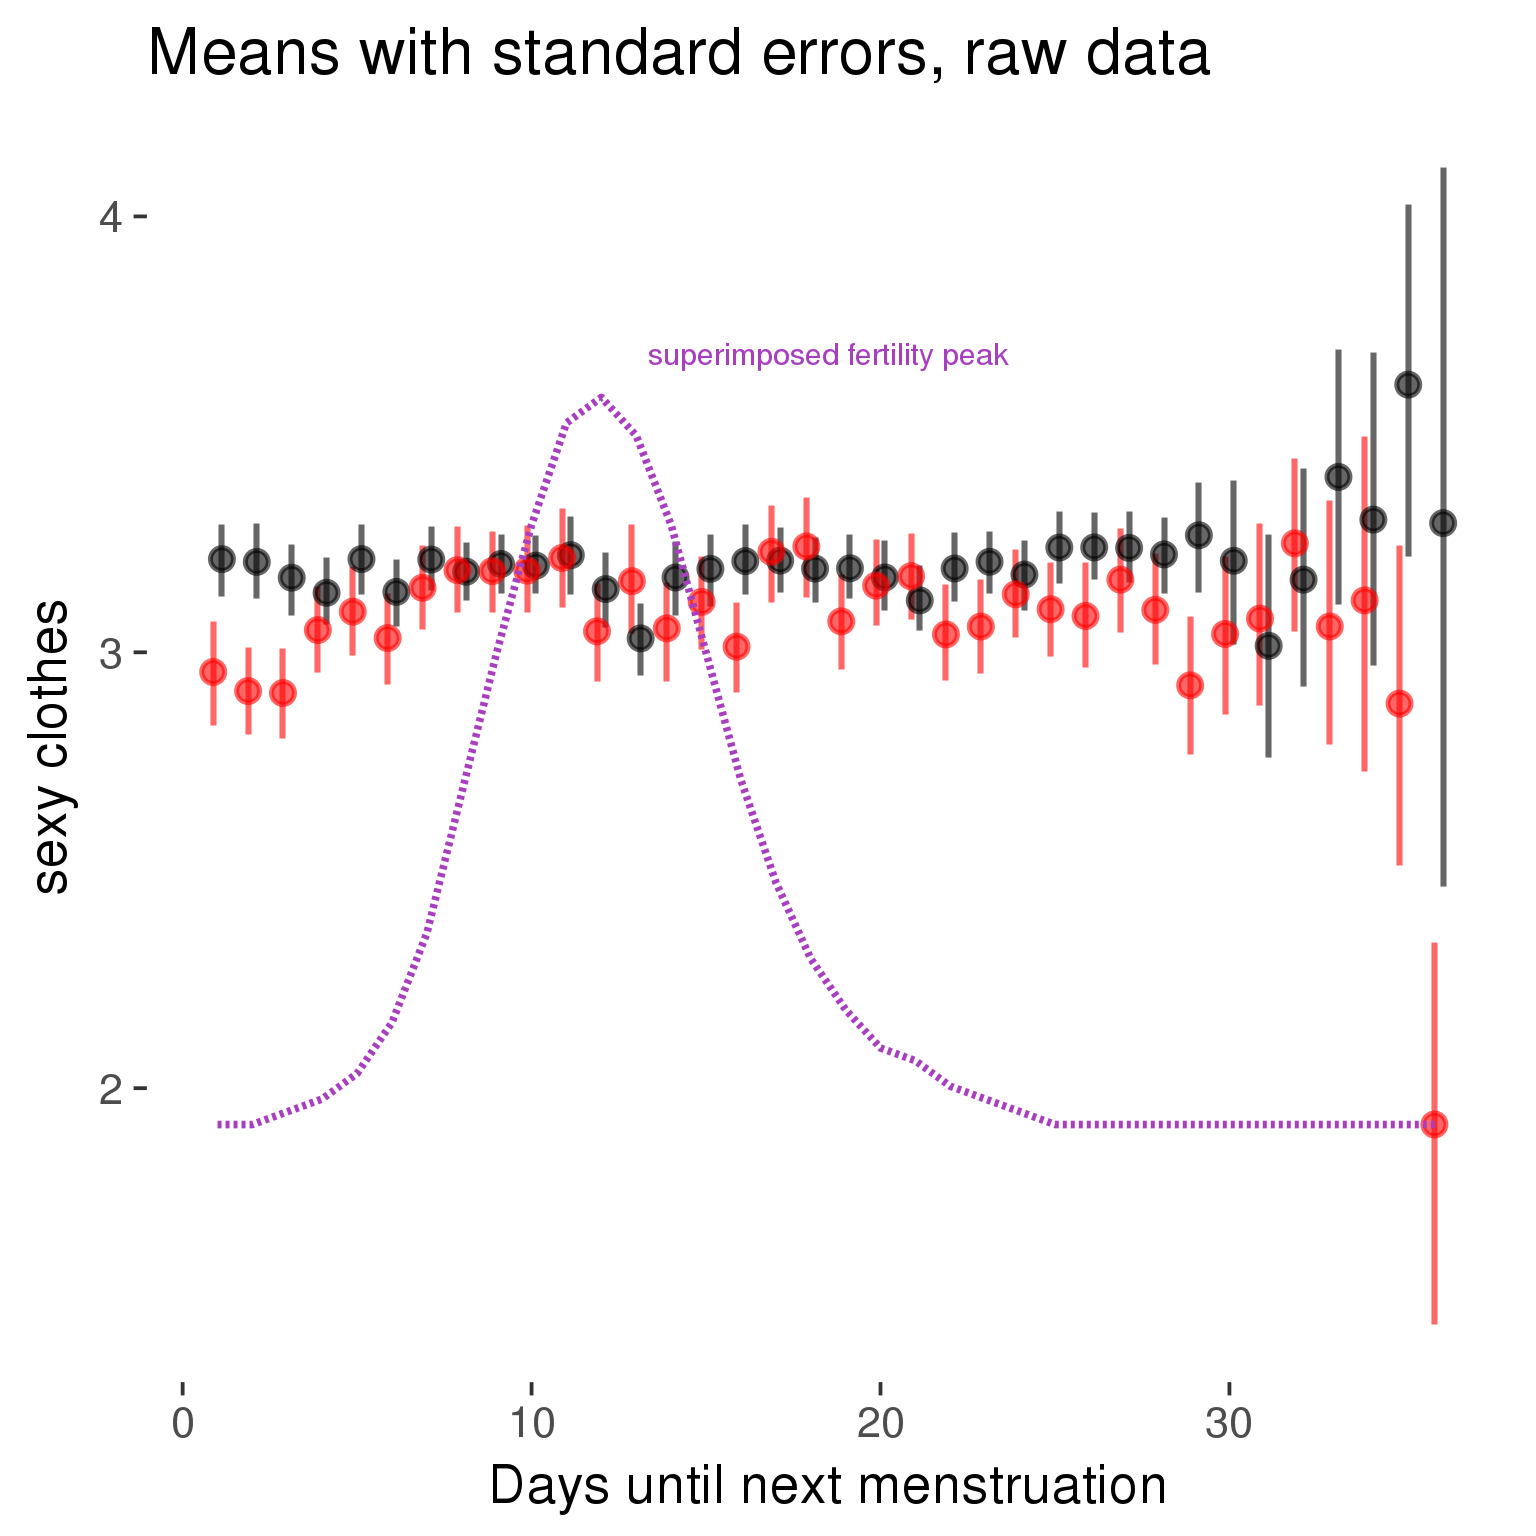 Means with standard errors, raw data
4
superimposed fertility peak
3
sexy clothes
2
0 10 20 30
Days until next menstruation